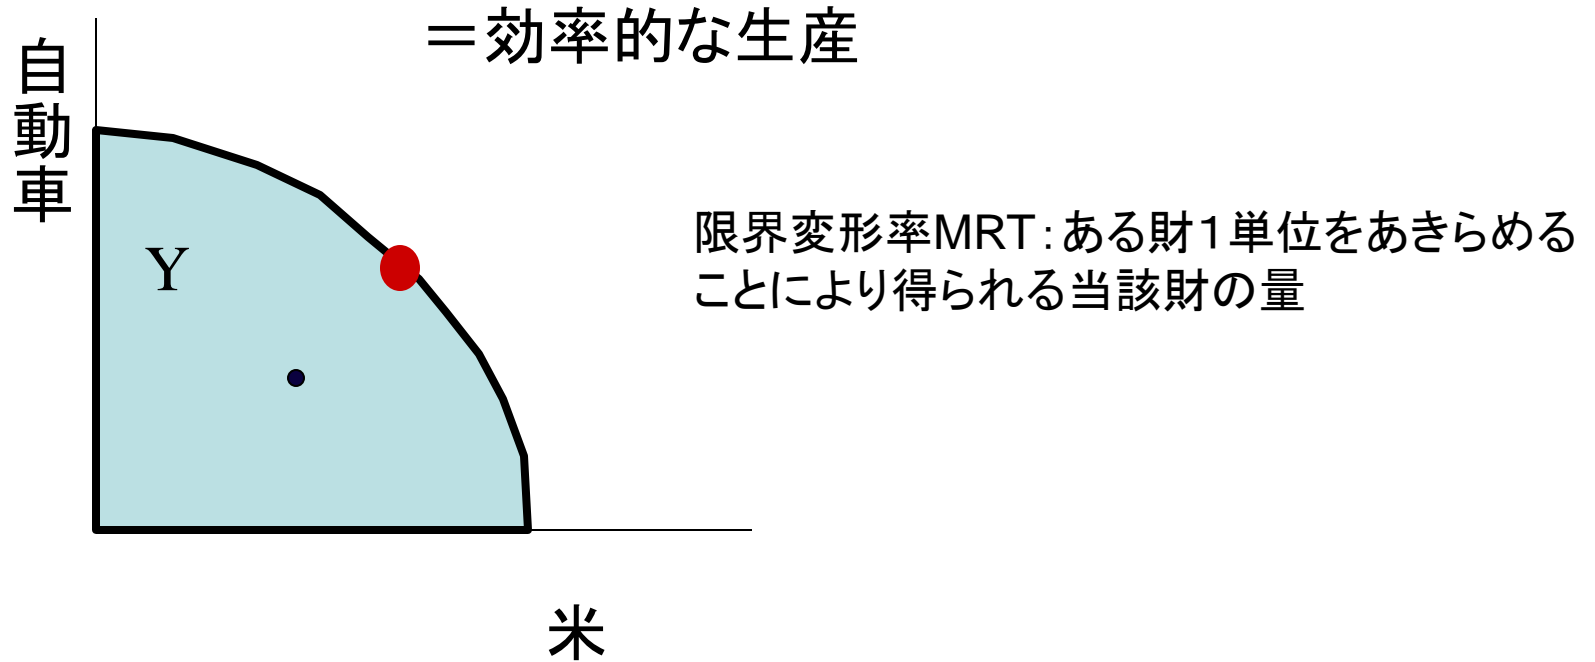 ＝効率的な生産
自動車
Y
限界変形率MRT：ある財１単位をあきらめる
ことにより得られる当該財の量
米